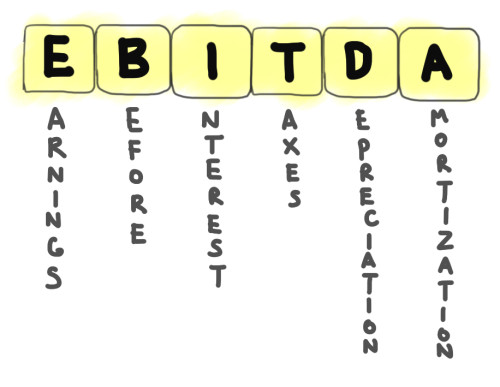 EBITDA
ARNINGS
EFORE
NTEREST
AXES
EPRECIATION
MORTIZATION